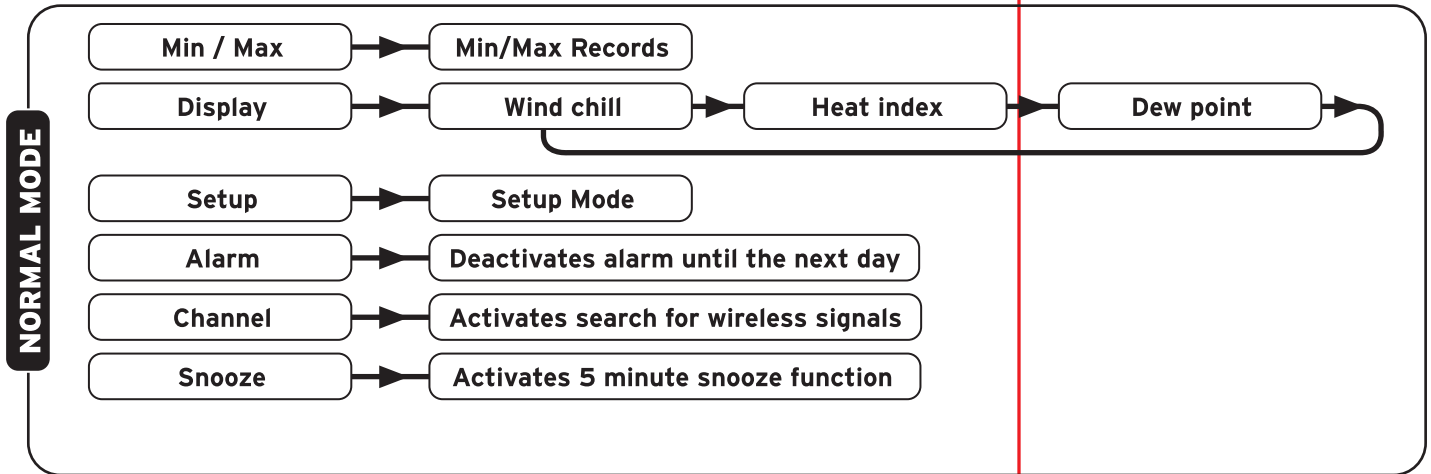 NORMAL MODE
Min / Max
Min/Max Records
Display
Wind chill
Heat index
Dew point
Setup
Setup Mode
Alarm
Deactivates alarm until the next day
Channel
Activates search for wireless signals
Snooze
Activates 5 minute snooze function